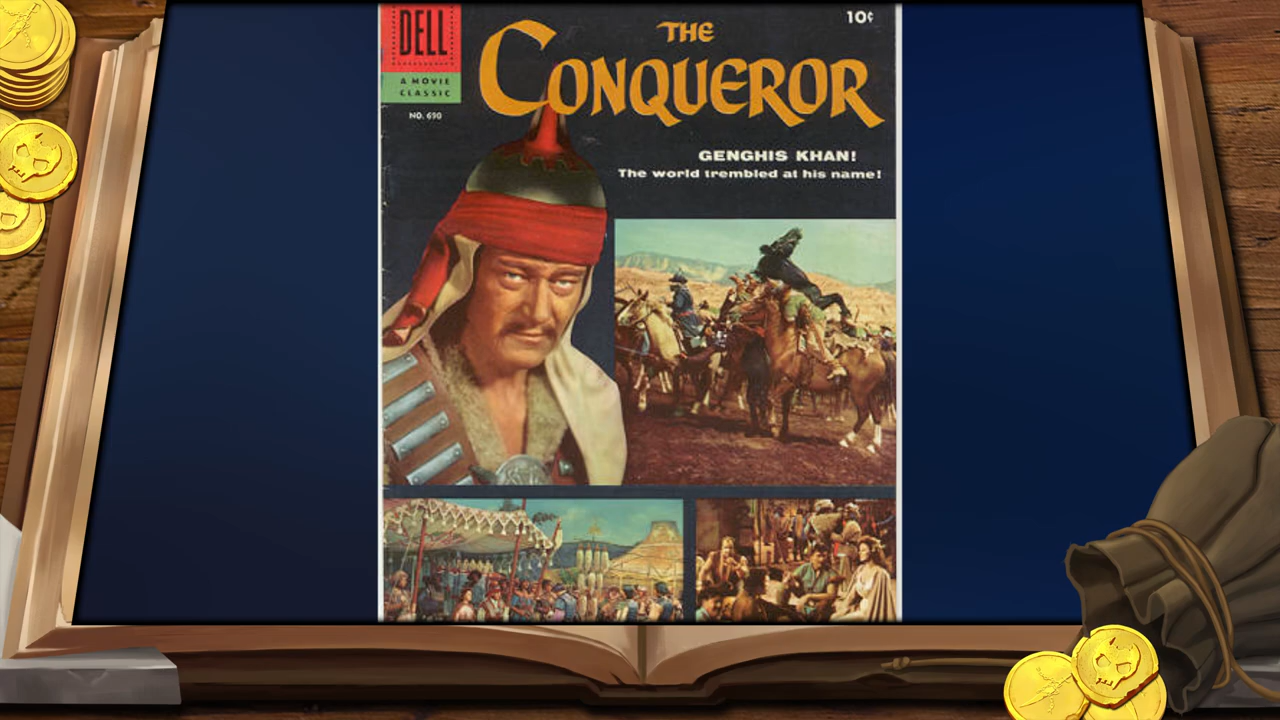 DELL
A MOVIE
CLASSIC
NO. 690
10¢
THE
CONQUEROR
GENGHIS KHAN!
The world trembled at his name!